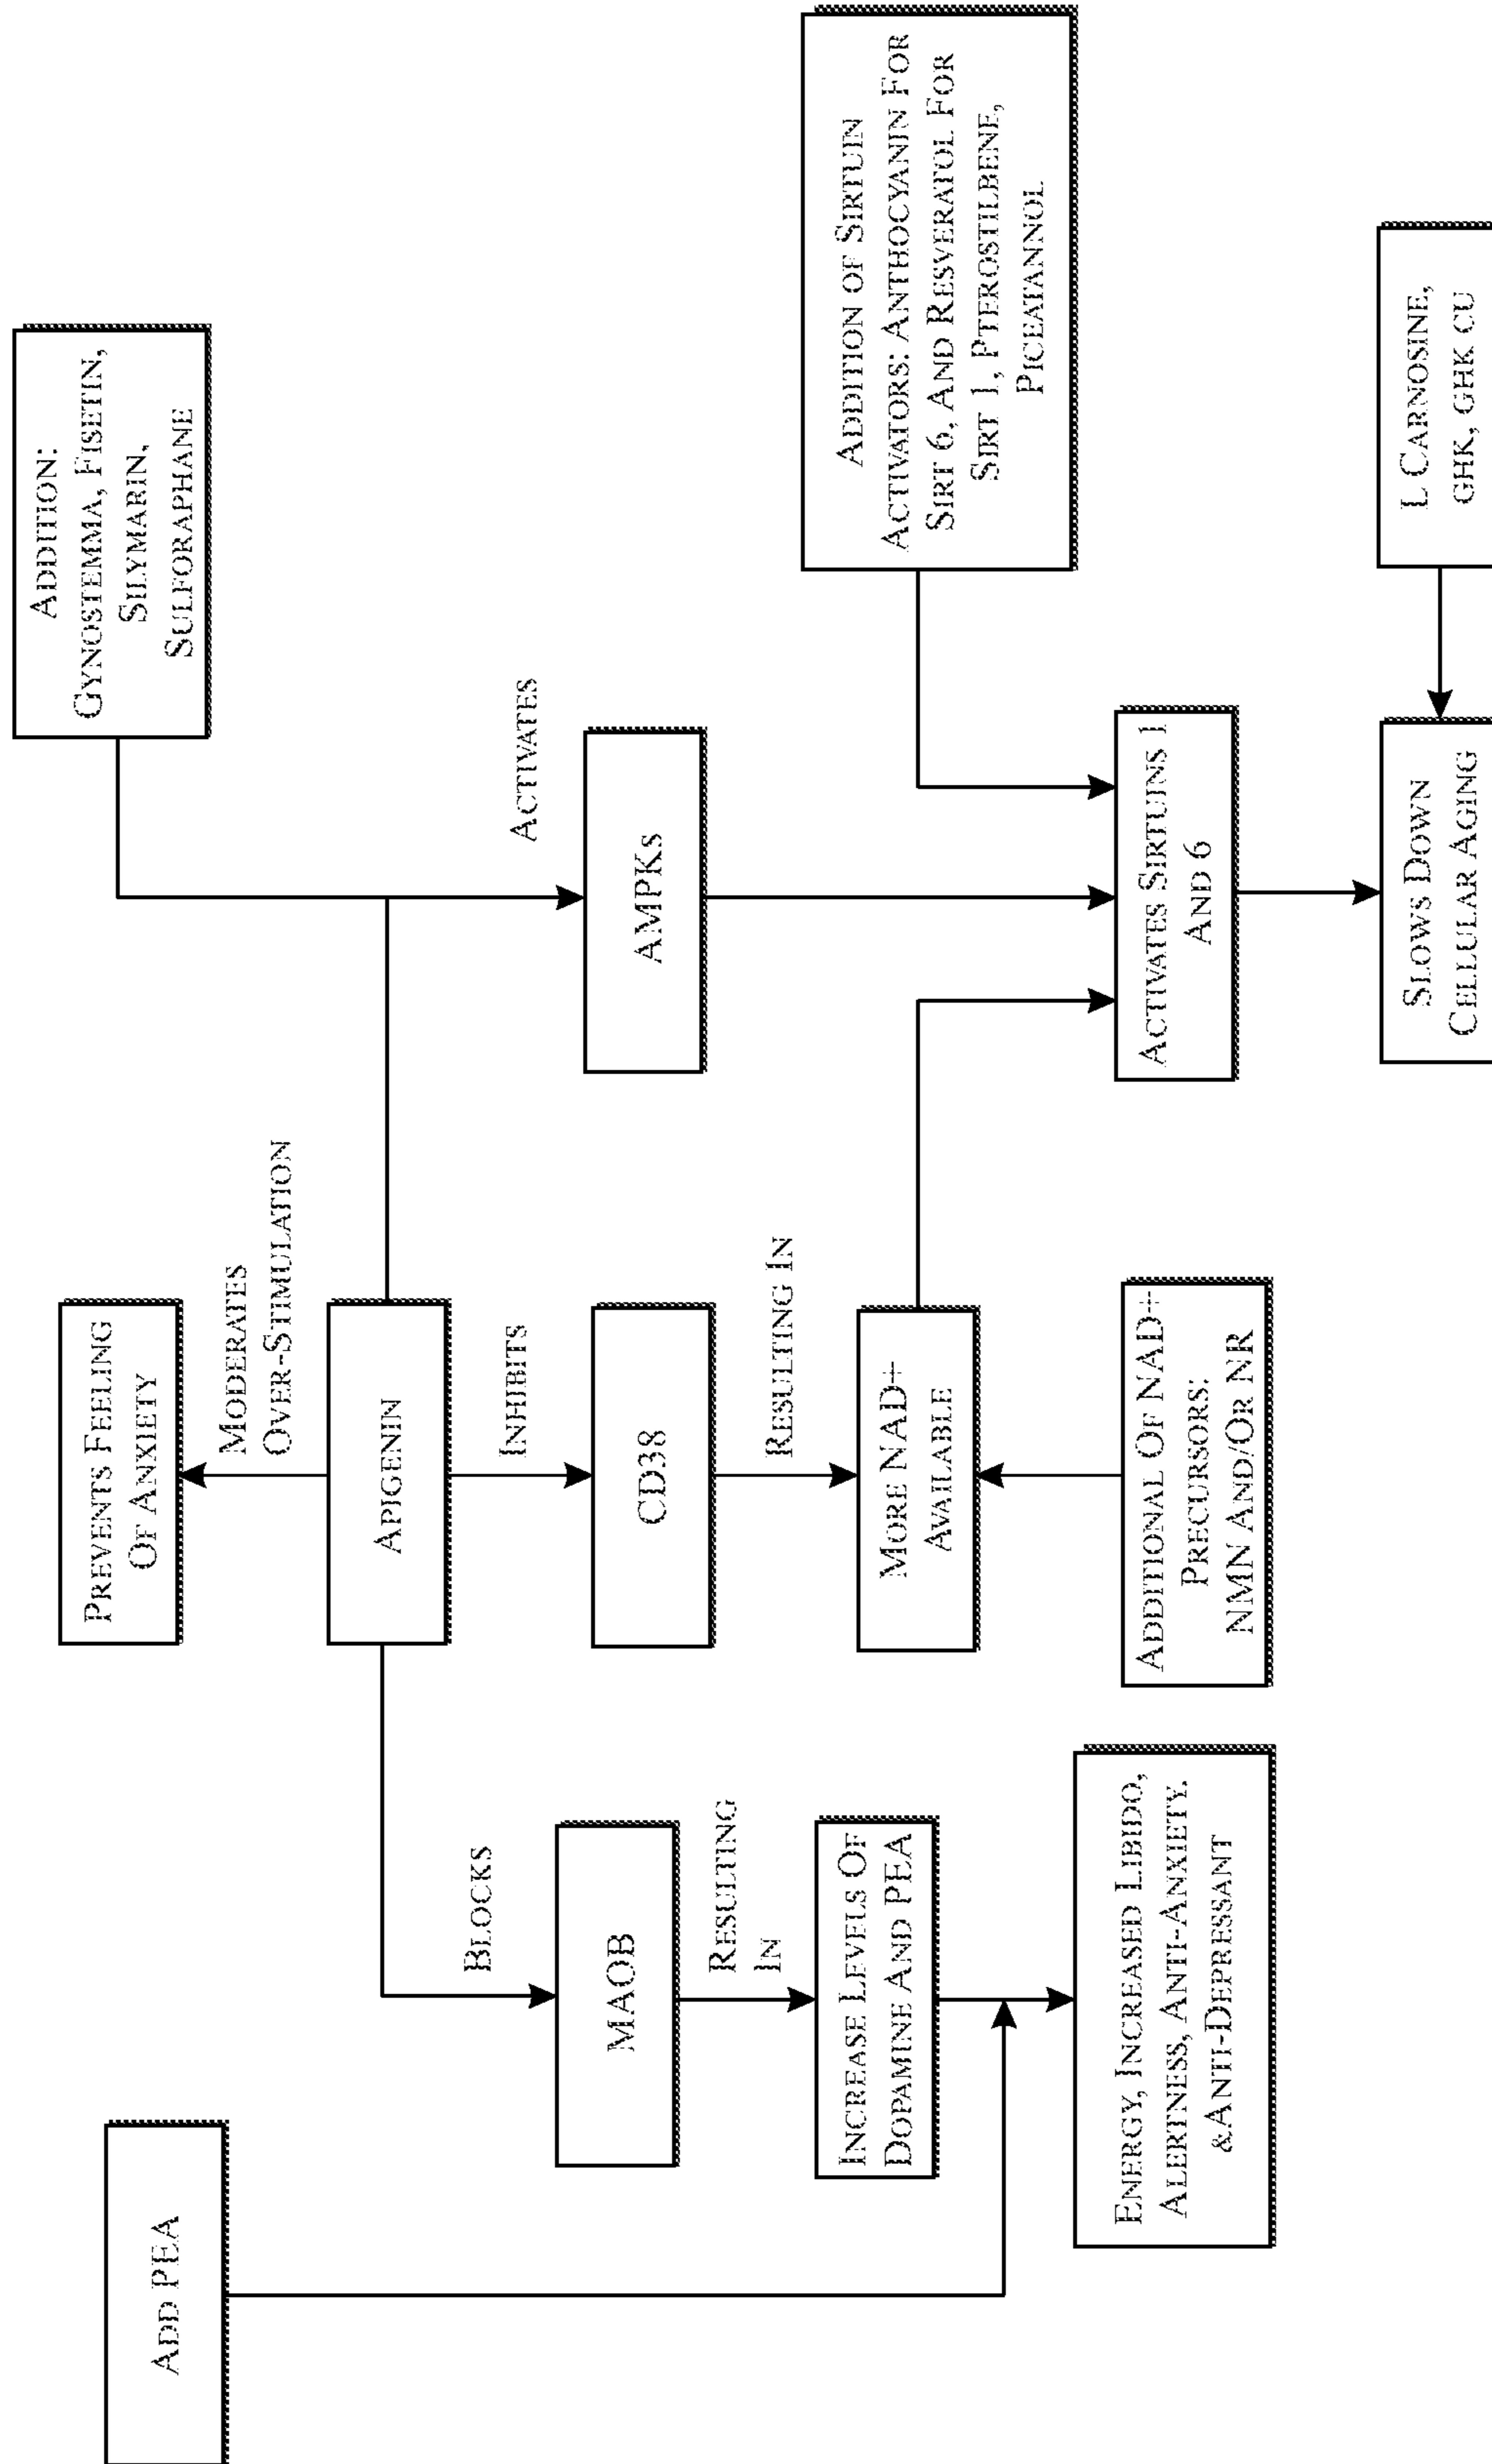 ADD PEA
PREVENTS FEELING
OF ANXIETY
ADDITION:
GYNOSTEMMA, FISETIN,
SILYMARIN,
SULFORAPHANE
MODERATES
OVER-STIMULATION
APIGENIN
BLOCKS
INHIBITS
ACTIVATES
MAOB
CD38
AMPKS
RESULTING
IN
RESULTING IN
INCREASE LEVELS OF
DOPAMINE AND PEA
MORE NAD+
AVAILABLE
ADDITION OF SIRTUIN
ACTIVATORS: ANTHOCYANIN FOR
SIRT 6, AND RESVERATOL FOR
SIRT 1, PTEROSTILBENE,
PICEATANNOL
ENERGY, INCREASED LIBIDO,
ALERTNESS, ANTI-ANXIETY.
&ANTI-DEPRESSANT
ADDITIONAL OF NAD+
PRECURSORS:
NMN AND/OR NR
ACTIVATES SIRTUINS 1
AND 6
SLOWS DOWN
CELLULAR AGING
L CARNOSINE,
GHK, GHK CU